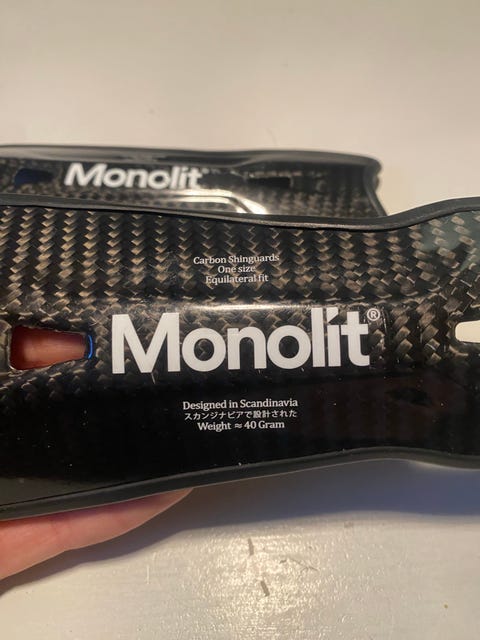 Monolit
Carbon Shinguards
One size
Equilateral fit
Monolit®
Designed in Scandinavia
スカンジナビアで設計された
Weight ≈ 40 Gram